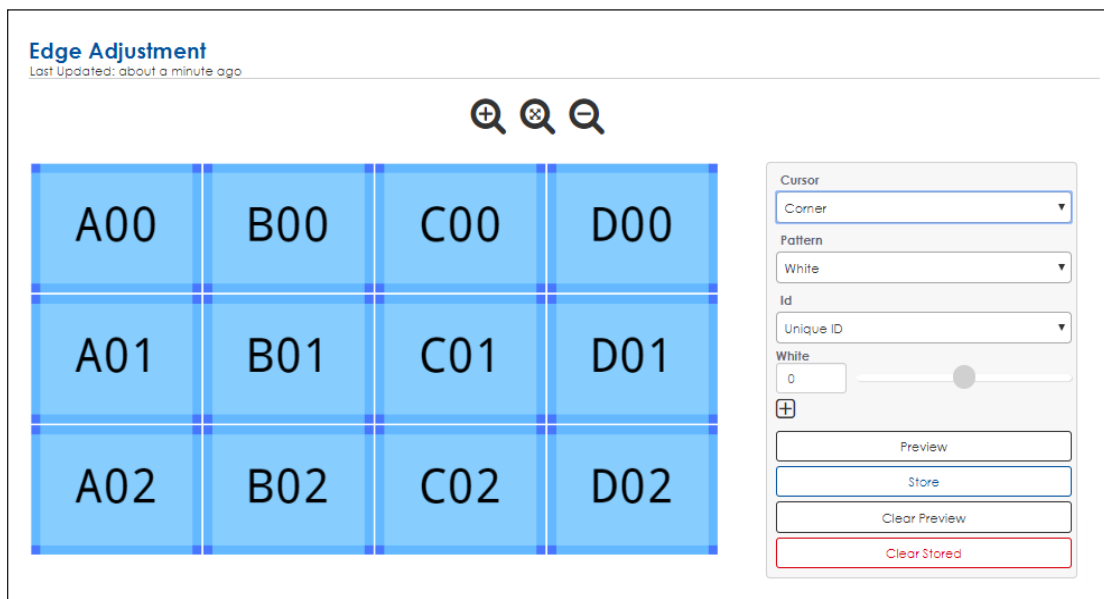 Edge Adjustment
Last Updated: about a minute ago
A00 B00 C00 D00
A01 B01 C01 D01
A02 B02 C02 D02
Cursor
Corner
Pattern
White
Id
Unique ID
White
0
Preview
Store
Clear Preview
Clear Stored